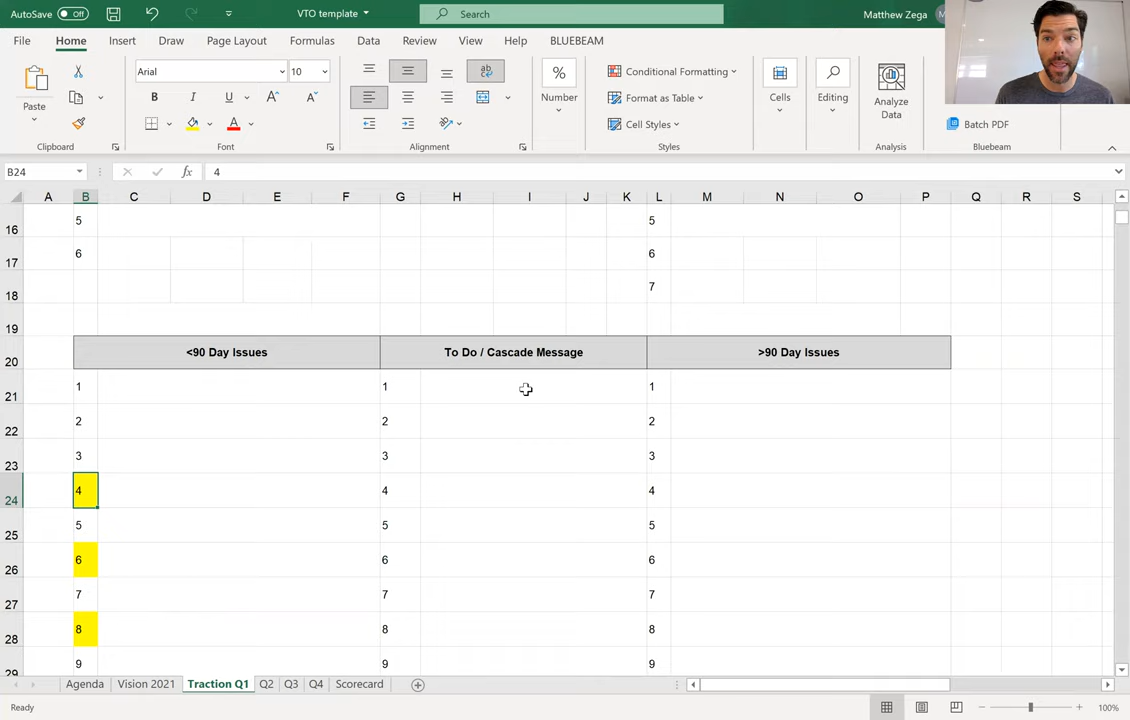 AutoSave Off VTO template Search Matthew Zega
File Home Insert Draw Page Layout Formulas Data Review View Help BLUEBEAM
Paste Arial 10 B I U A A A ab % Number Conditional Formatting Format as Table Cell Styles Cells Editing Analyze Data Batch PDF
Clipboard Font Alignment Styles Analysis Bluebeam
B24 fx 4
A B C D E F G H I J K L M N O P Q R S
16 5 5
17 6 6
18 7
19
20 <90 Day Issues To Do / Cascade Message >90 Day Issues
21 1 1 1
22 2 2 2
23 3 3 3
24 4 4 4
25 5 5 5
26 6 6 6
27 7 7 7
28 8 8 8
29 9 9 9
Agenda Vision 2021 Traction Q1 Q2 Q3 Q4 Scorecard
Ready 100%